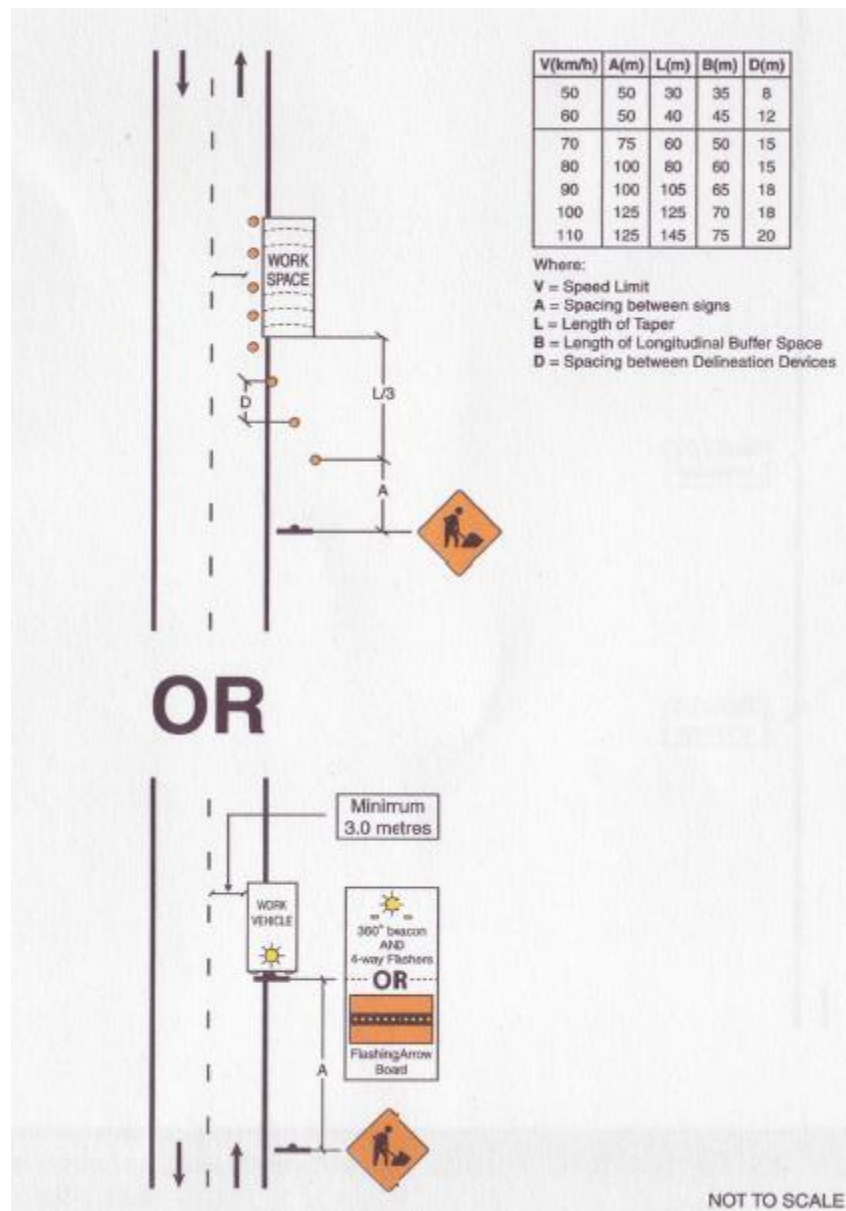 V(km/h) A(m) L(m) B(m) D(m)
50 50 30 35 8
60 50 40 45 12
70 75 60 50 15
80 100 80 60 15
90 100 105 65 18
100 125 125 70 18
110 125 145 75 20
Where:
V = Speed Limit
A = Spacing between signs
L = Length of Taper
B = Length of Longitudinal Buffer Space
D = Spacing between Delineation Devices
WORK
SPACE
D
L/3
A
OR
Minimum
3.0 metres
WORK
VEHICLE
360° beacon
AND
4-way Flashers
OR
Flashing Arrow
Board
A
NOT TO SCALE